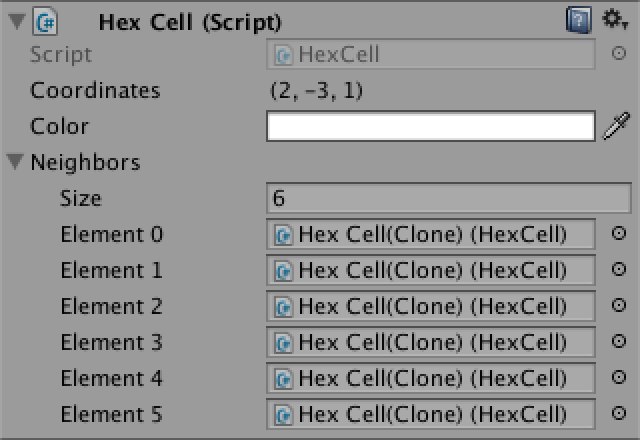 Hex Cell (Script)
Script HexCell
Coordinates (2, -3, 1)
Color
Neighbors
Size 6
Element 0 Hex Cell(Clone) (HexCell)
Element 1 Hex Cell(Clone) (HexCell)
Element 2 Hex Cell(Clone) (HexCell)
Element 3 Hex Cell(Clone) (HexCell)
Element 4 Hex Cell(Clone) (HexCell)
Element 5 Hex Cell(Clone) (HexCell)